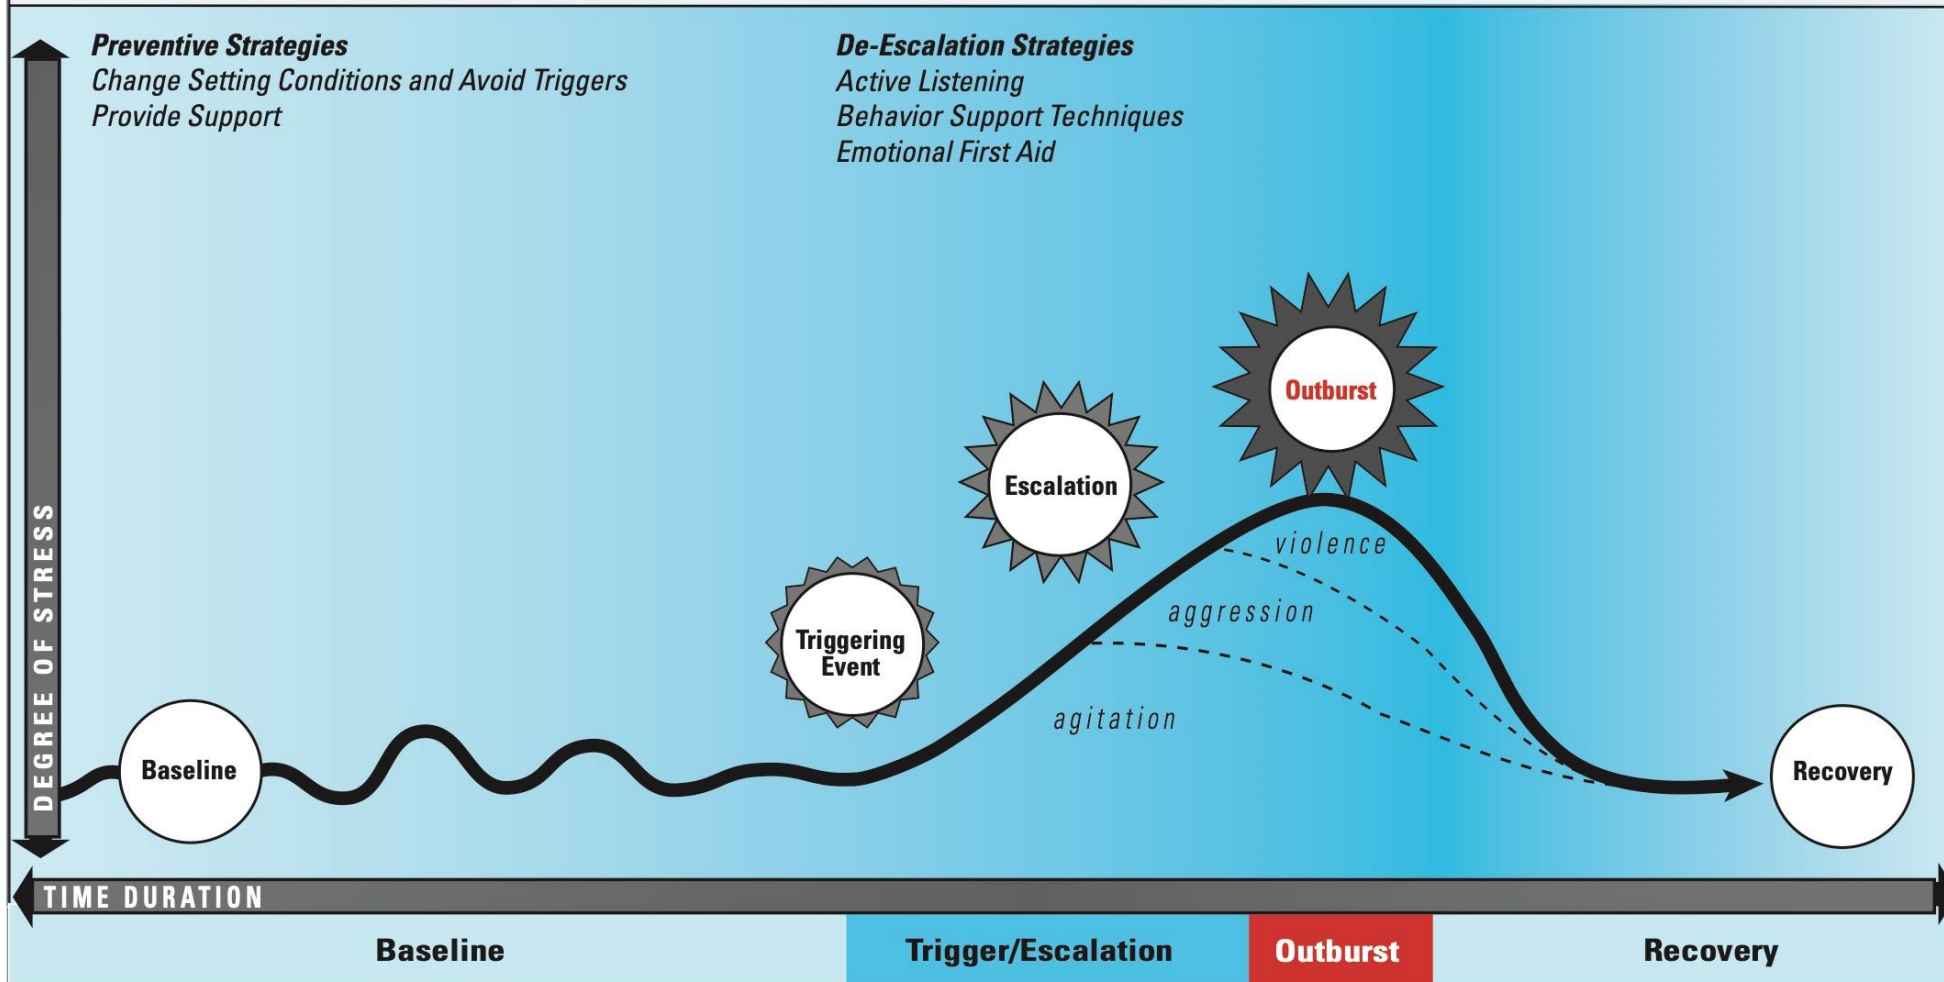 Preventive Strategies
Change Setting Conditions and Avoid Triggers
Provide Support
De-Escalation Strategies
Active Listening
Behavior Support Techniques
Emotional First Aid
DEGREE OF STRESS
Baseline
Triggering
Event
Escalation
Outburst
violence
aggression
agitation
Recovery
TIME DURATION
Baseline
Trigger/Escalation
Outburst
Recovery